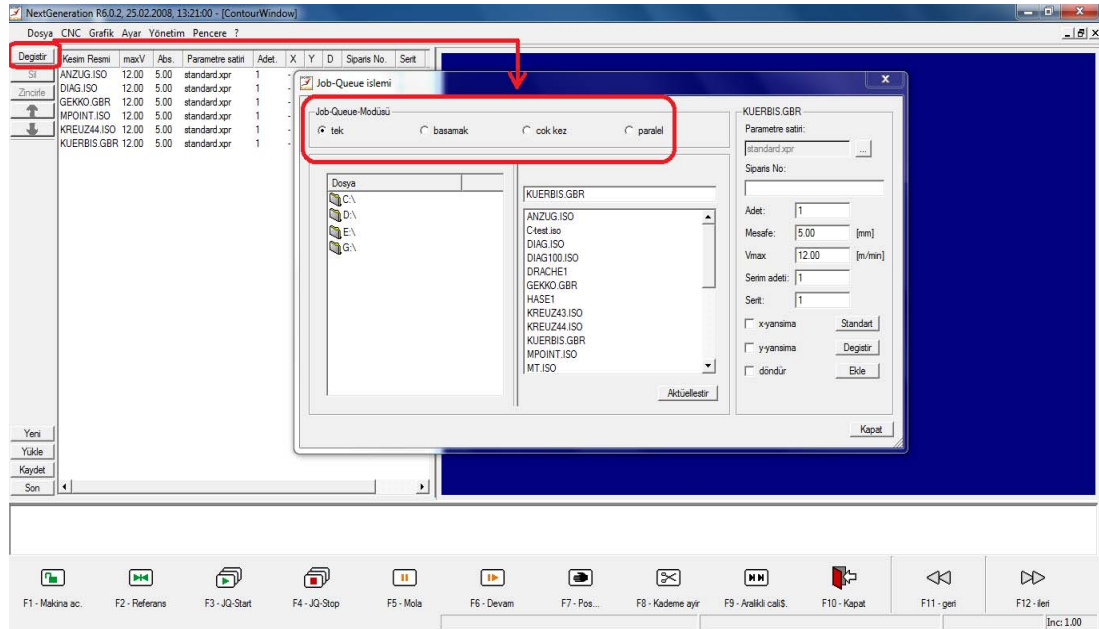 NextGeneration R6.0.2, 25.02.2008, 13:21:00 - [ContourWindow]
Dosya CNC Grafik Ayar Yönetim Pencere ?
Degistir
Sil
Zincirle
Yeni
Yükle
Kaydet
Son
Kesim Resmi maxV Abs. Parametre satiri Adet. X Y D Siparis No. Serit
ANZUG.ISO 12.00 5.00 standard.xpr 1 -
DIAG.ISO 12.00 5.00 standard.xpr 1 -
GEKKO.GBR 12.00 5.00 standard.xpr 1 -
MPOINT.ISO 12.00 5.00 standard.xpr 1 -
KREUZ44.ISO 12.00 5.00 standard.xpr 1 -
KUERBIS.GBR 12.00 5.00 standard.xpr 1 -
Job-Queue islemi
Job-Queue-Modüsü
tek basamak cok kez paralel
Dosya
C:\
D:\
E:\
G:\
KUERBIS.GBR
ANZUG.ISO
C-test.iso
DIAG.ISO
DIAG100.ISO
DRACHE1
GEKKO.GBR
HASE1
KREUZ43.ISO
KREUZ44.ISO
KUERBIS.GBR
MPOINT.ISO
MT.ISO
Aktüellestir
KUERBIS.GBR
Parametre satiri:
standard.xpr ...
Siparis No:
Adet: 1
Mesafe: 5.00 [mm]
Vmax 12.00 [m/min]
Serim adeti: 1
Serit: 1
x-yansima Standart
y-yansima Degistir
döndür Ekle
Kapat
F1 - Makina ac. F2 - Referans F3 - JQ-Start F4 - JQ-Stop F5 - Mola F6 - Devam F7 - Pos... F8 - Kademe ayir F9 - Aralikli cali$. F10 - Kapat F11 - geri F12 - ileri
Inc: 1.00